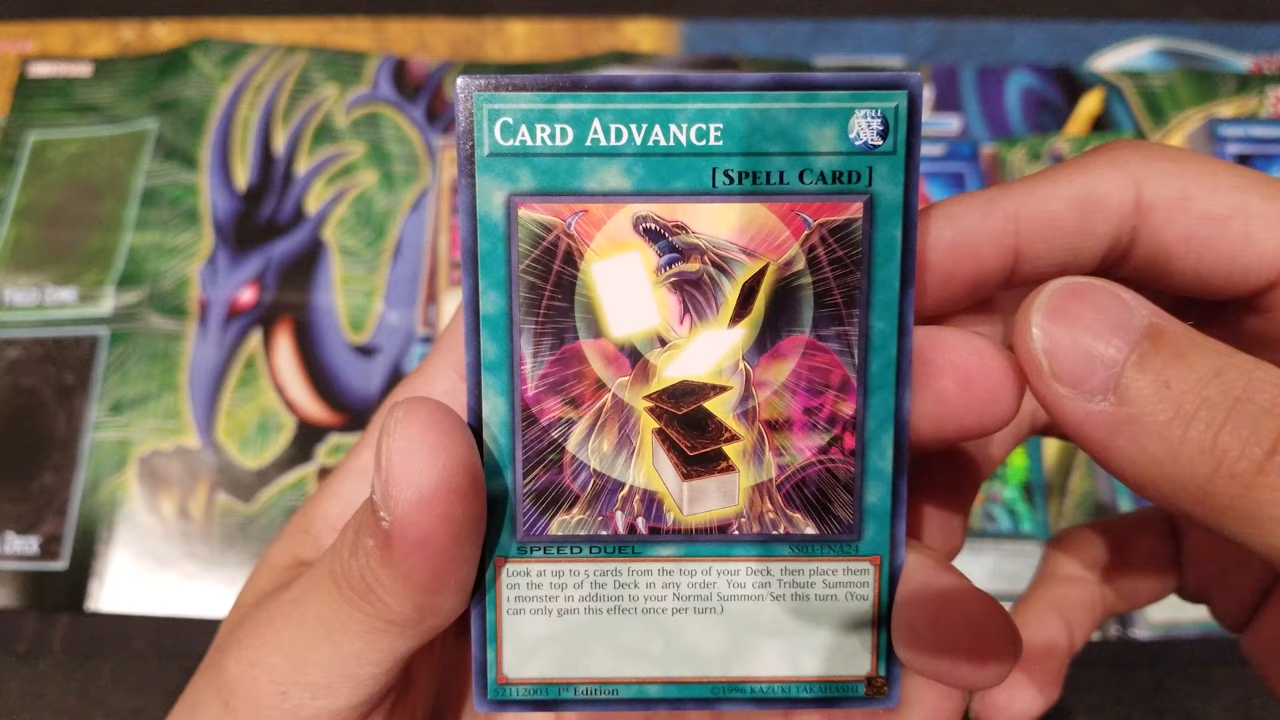 CARD ADVANCE
SPELL
魔
[SPELL CARD]
SPEED DUEL
SS03-ENA24
Look at up to 5 cards from the top of your Deck, then place them
on the top of the Deck in any order. You can Tribute Summon
1 monster in addition to your Normal Summon/Set this turn. (You
can only gain this effect once per turn.)
52112003
1st Edition
©1996 KAZUKI TAKAHASHI
Deck